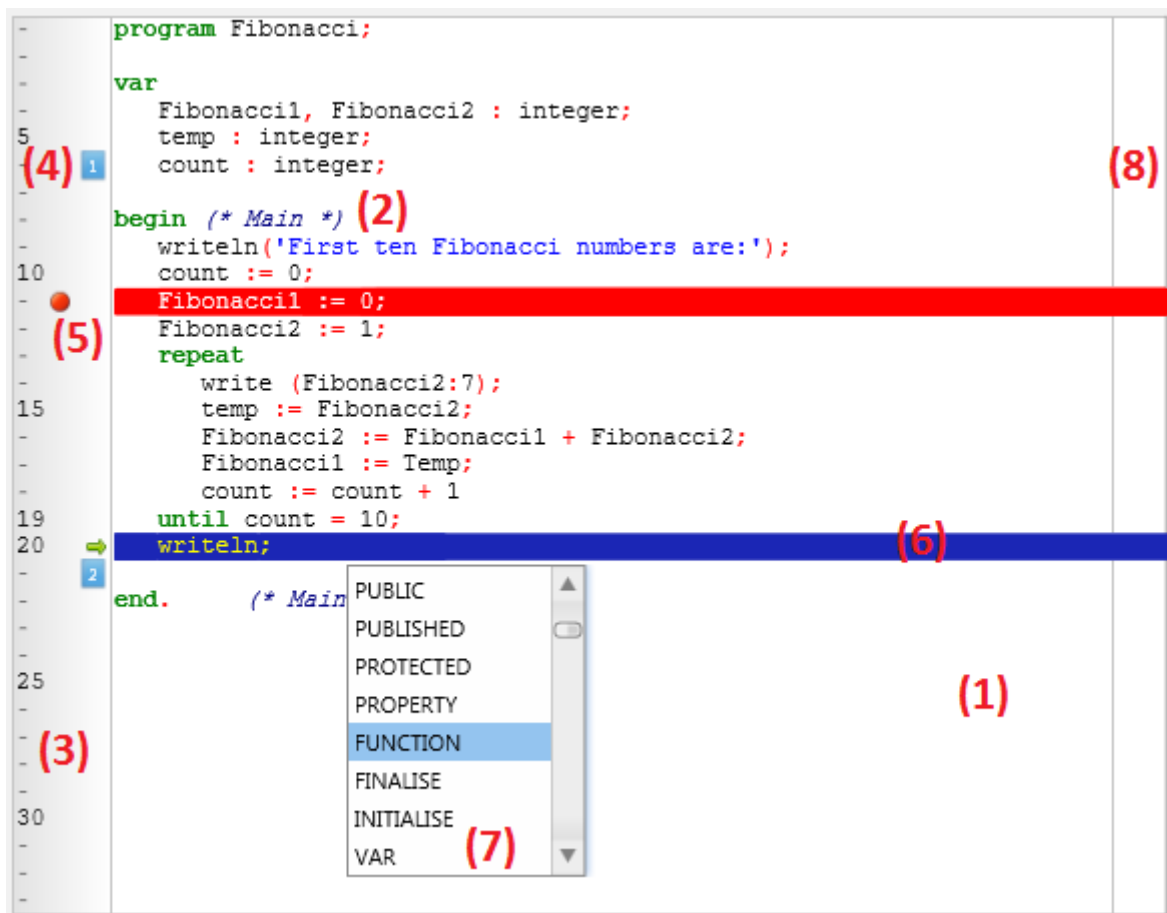 - program Fibonacci;
-
- var
- Fibonacci1, Fibonacci2 : integer;
5 temp : integer;
- (4) 1 count : integer; (8)
-
- begin (* Main *) (2)
- writeln('First ten Fibonacci numbers are:');
10 count := 0;
- Fibonacci1 := 0;
- (5) Fibonacci2 := 1;
- repeat
- write (Fibonacci2:7);
15 temp := Fibonacci2;
- Fibonacci2 := Fibonacci1 + Fibonacci2;
- Fibonacci1 := Temp;
- count := count + 1
19 until count = 10;
20 writeln; (6)
- 2
- end. (* Main
PUBLIC
- PUBLISHED
- PROTECTED
25 (1)
- PROPERTY
- (3) FUNCTION
- FINALISE
-
30 INITIALISE
- (7)
- VAR
-